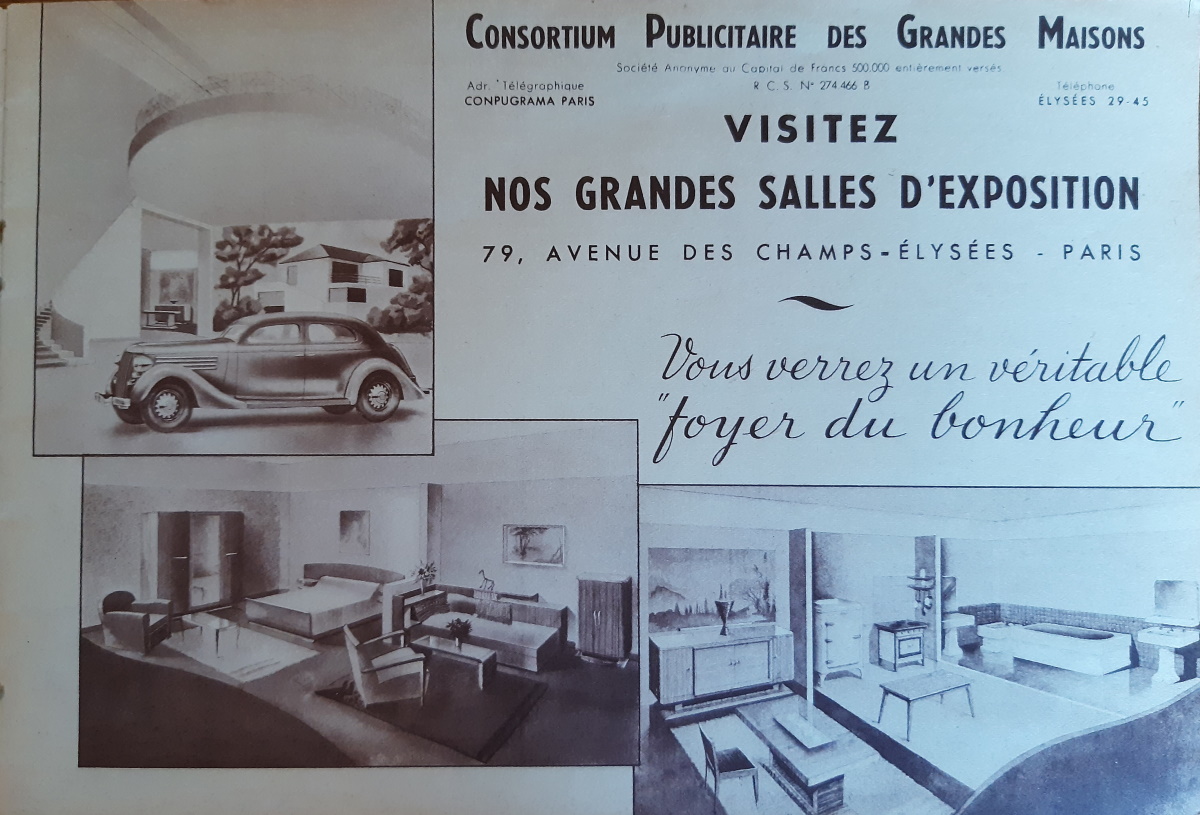 CONSORTIUM PUBLICITAIRE DES GRANDES MAISONS
Société Anonyme au Capital de Francs 500.000 entièrement versés
Adr. Télégraphique
CONPUGRAMA PARIS
R. C. S. N° 274.466 B
Téléphone
ÉLYSÉES 29-45
VISITEZ
NOS GRANDES SALLES D'EXPOSITION
79, AVENUE DES CHAMPS-ÉLYSÉES - PARIS
Vous verrez un véritable
"foyer du bonheur"